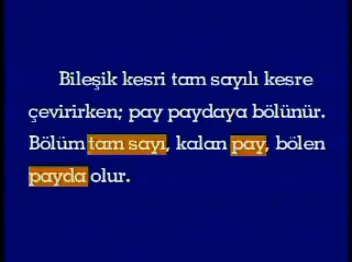 Bileşik kesri tam sayılı kesre
çevirirken; pay paydaya bölünür.
Bölüm tam sayı, kalan pay, bölen
payda olur.